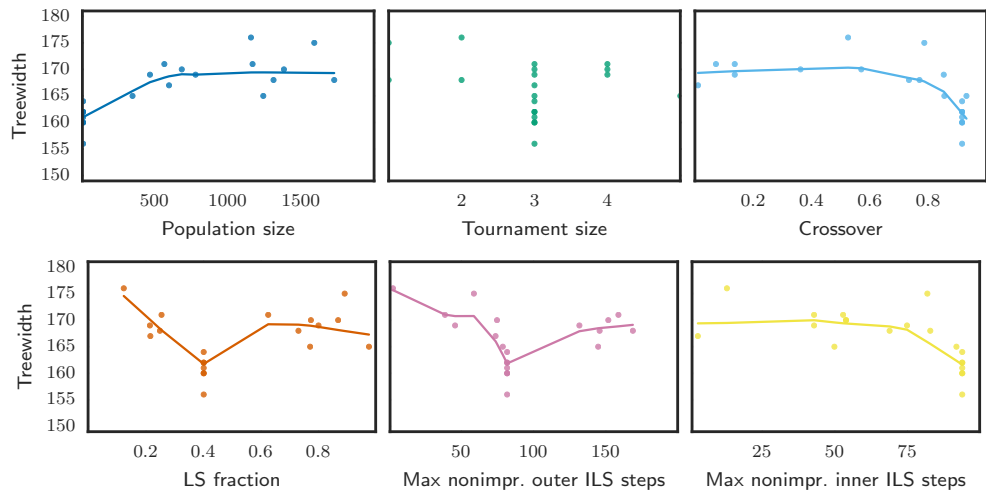 180
175
170
165
160
155
150
Treewidth
500 1000 1500
2 3 4
0.2 0.4 0.6 0.8
Population size
Tournament size
Crossover
180
175
170
165
160
155
150
Treewidth
0.2 0.4 0.6 0.8
50 100 150
25 50 75
LS fraction
Max nonimpr. outer ILS steps
Max nonimpr. inner ILS steps